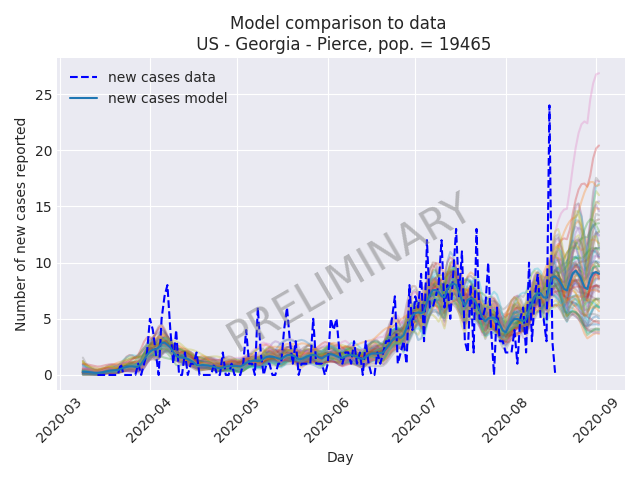 Model comparison to data
US - Georgia - Pierce, pop. = 19465
new cases data
new cases model
PRELIMINARY
Number of new cases reported
25
20
15
10
5
0
2020-03
2020-04
2020-05
2020-06
2020-07
2020-08
2020-09
Day